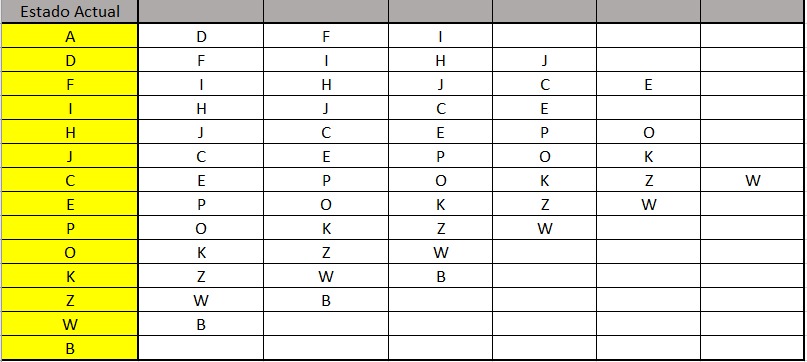 Estado Actual
A D F I
D F I H J
F I H J C E
I H J C E
H J C E P O
J C E P O K
C E P O K Z W
E P O K Z W
P O K Z W
O K Z W
K Z W B
Z W B
W B
B